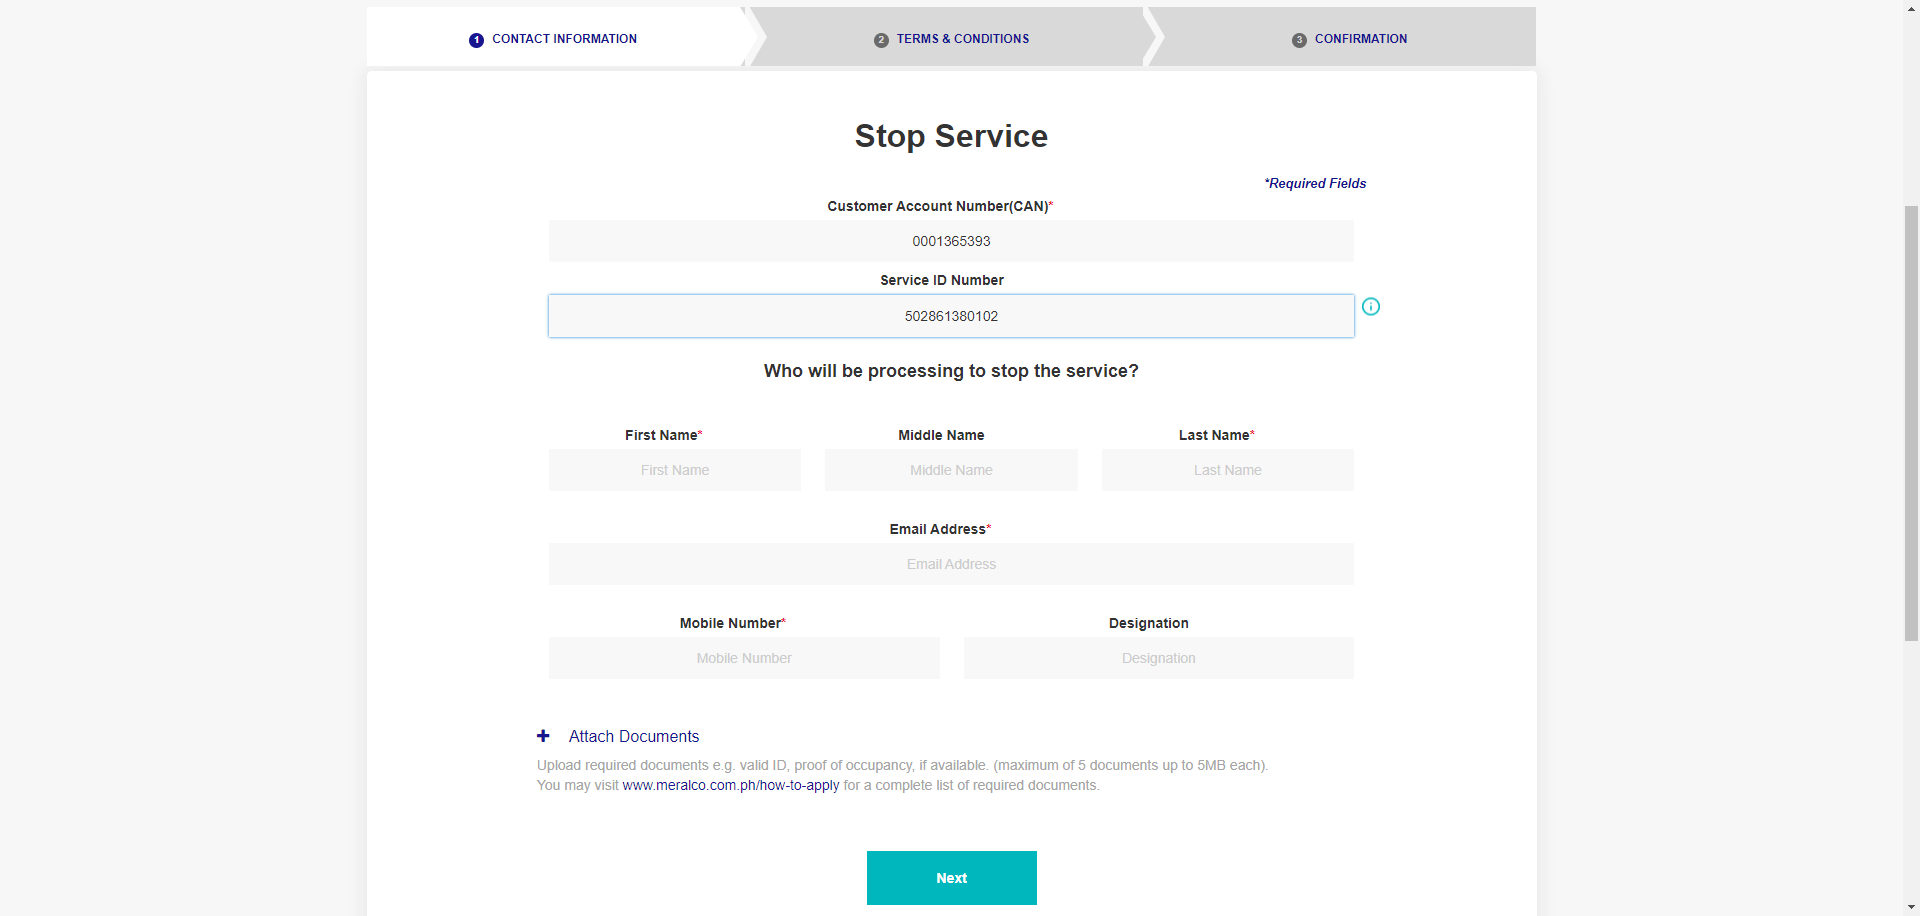 1 CONTACT INFORMATION
2 TERMS & CONDITIONS
3 CONFIRMATION
Stop Service
*Required Fields
Customer Account Number(CAN)*
0001365393
Service ID Number
502861380102
Who will be processing to stop the service?
First Name*
Middle Name
Last Name*
First Name
Middle Name
Last Name
Email Address*
Email Address
Mobile Number*
Designation
Mobile Number
Designation
Attach Documents
Upload required documents e.g. valid ID, proof of occupancy, if available. (maximum of 5 documents up to 5MB each).
You may visit www.meralco.com.ph/how-to-apply for a complete list of required documents.
Next